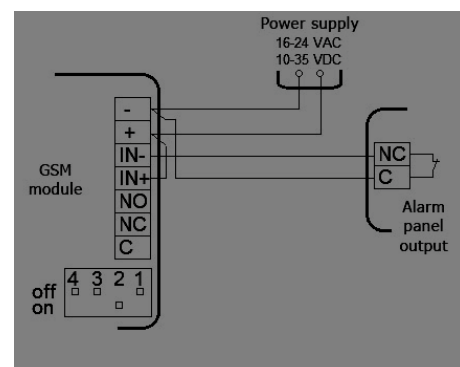 Power supply
16-24 VAC
10-35 VDC
-
+
IN-
IN+
NO
NC
C
GSM
module
NC
C
Alarm
panel
output
4 3 2 1
off
on